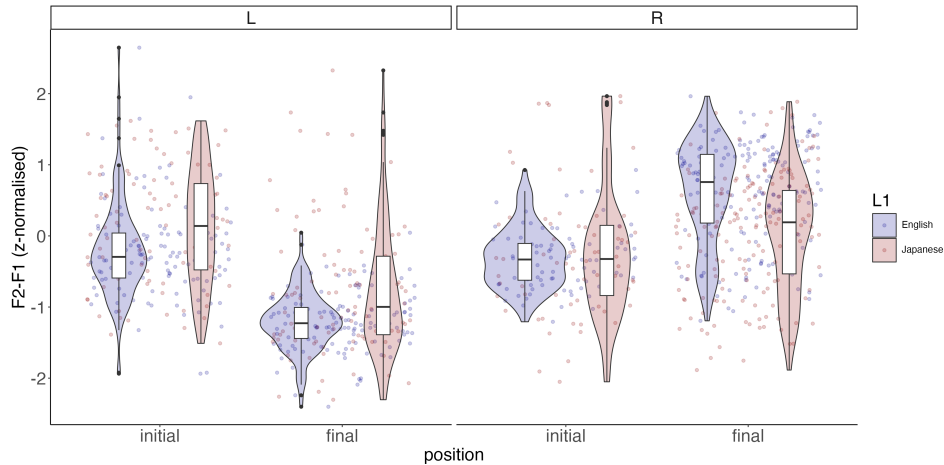 L
R
F2-F1 (z-normalised)
2
1
0
-1
-2
initial
final
initial
final
position
L1
English
Japanese